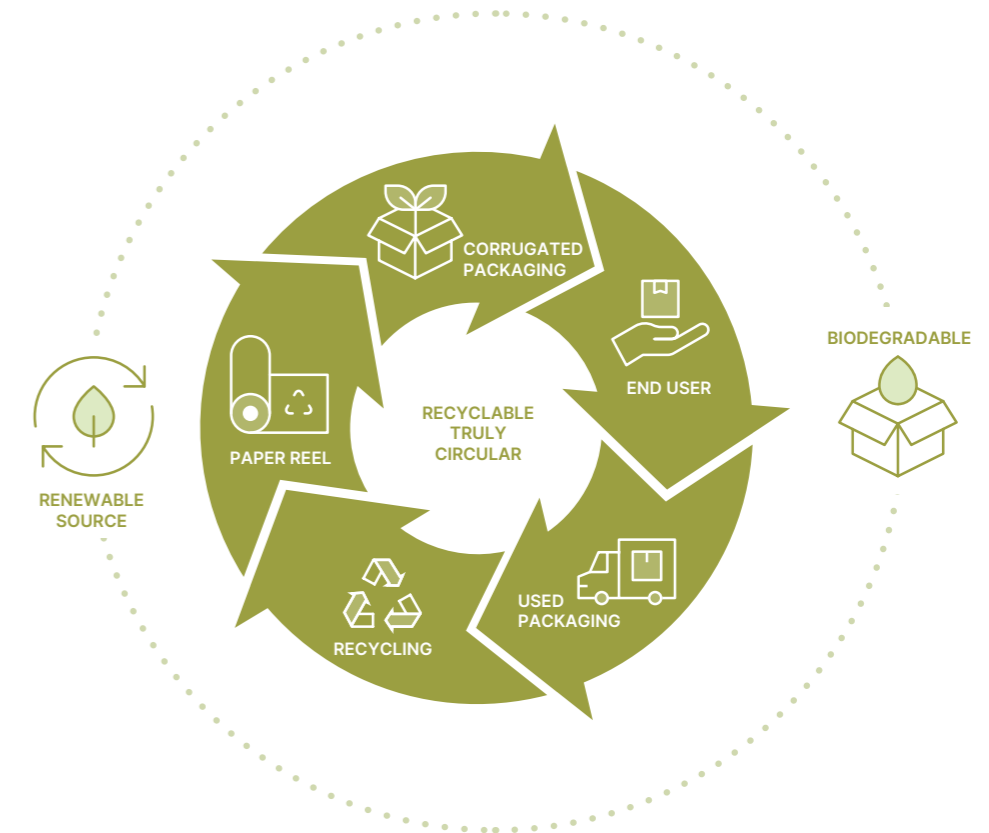 CORRUGATED
PACKAGING
END USER
USED
PACKAGING
RECYCLING
PAPER REEL
RECYCLABLE
TRULY
CIRCULAR
RENEWABLE
SOURCE
BIODEGRADABLE